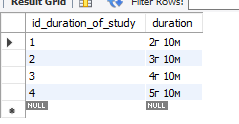 Result Grid Filter Rows:
id_duration_of_study duration
1 2г 10м
2 3г 10м
3 4г 10м
4 5г 10м
NULL NULL